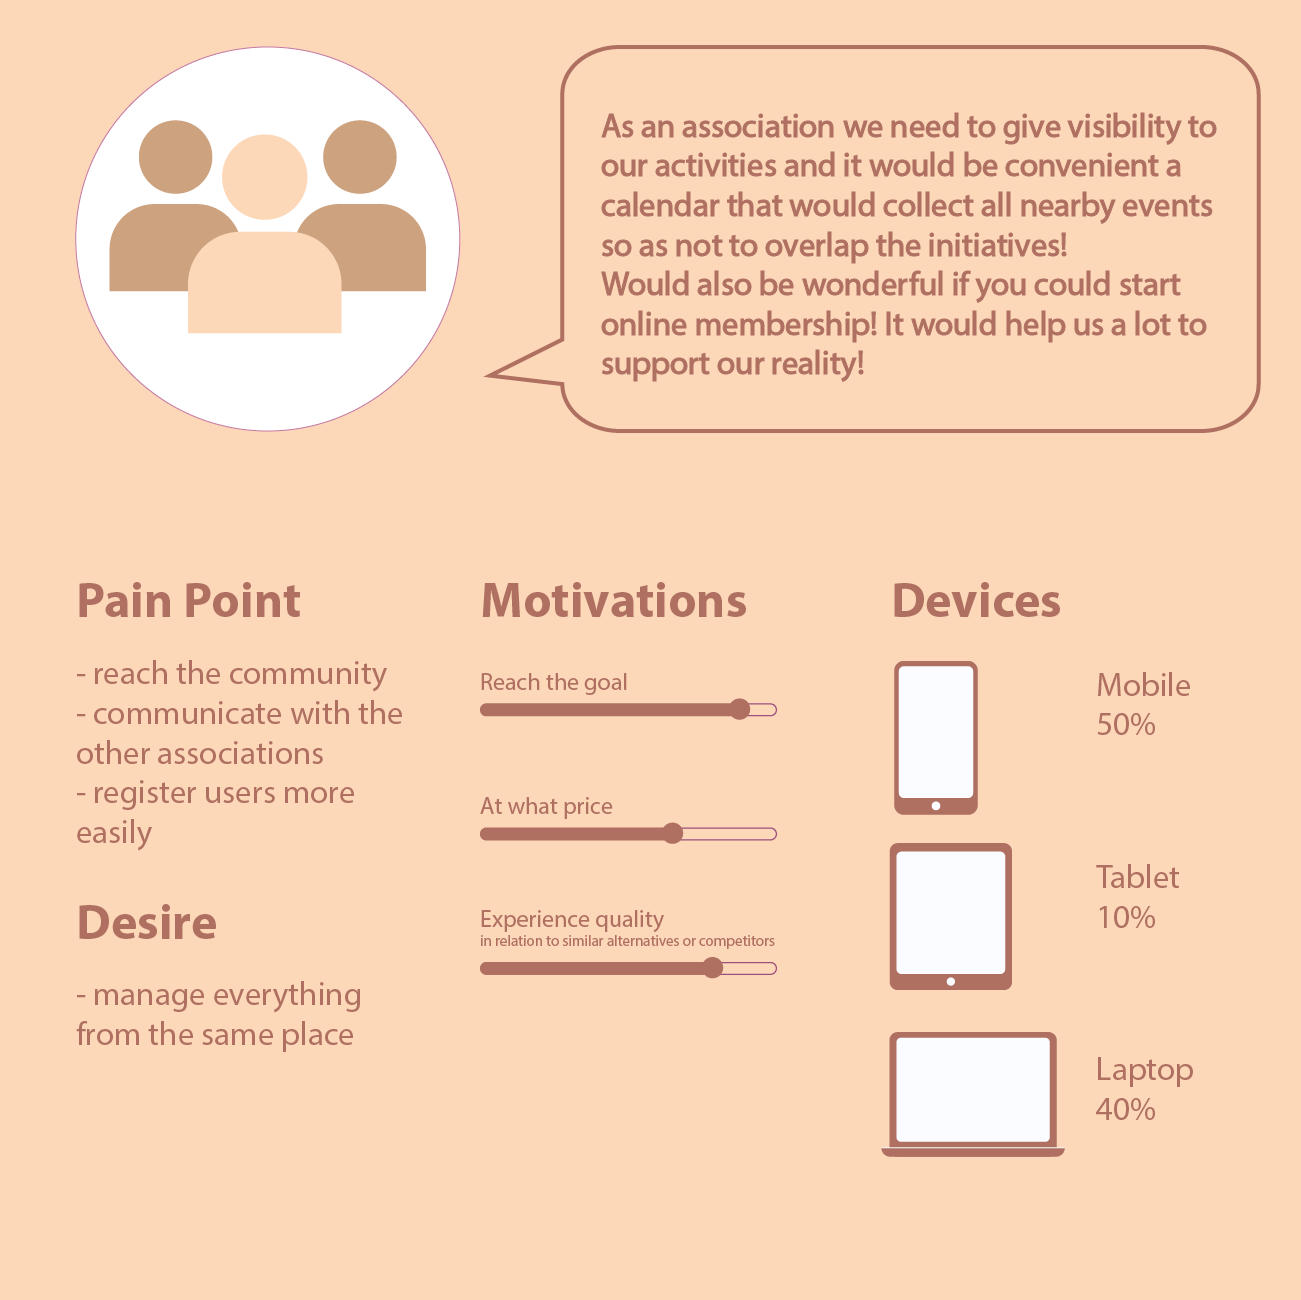 As an association we need to give visibility to
our activities and it would be convenient a
calendar that would collect all nearby events
so as not to overlap the initiatives!
Would also be wonderful if you could start
online membership! It would help us a lot to
support our reality!
Pain Point
- reach the community
- communicate with the
other associations
- register users more
easily
Desire
- manage everything
from the same place
Motivations
Reach the goal
At what price
Experience quality
in relation to similar alternatives or competitors
Devices
Mobile
50%
Tablet
10%
Laptop
40%